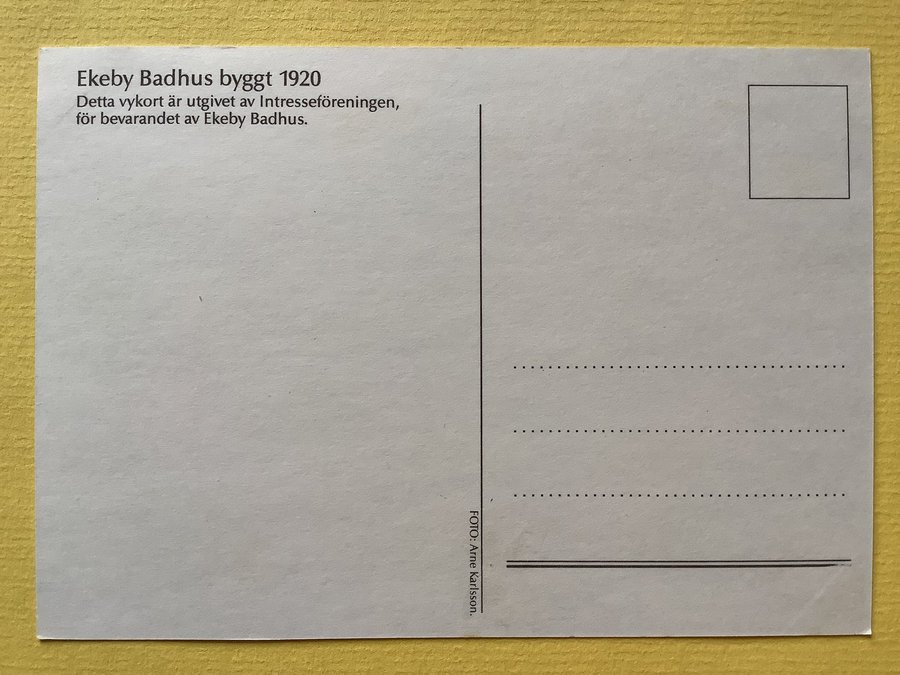 Ekeby Badhus byggt 1920
Detta vykort är utgivet av Intresseföreningen,
för bevarandet av Ekeby Badhus.
FOTO: Arne Karlsson.